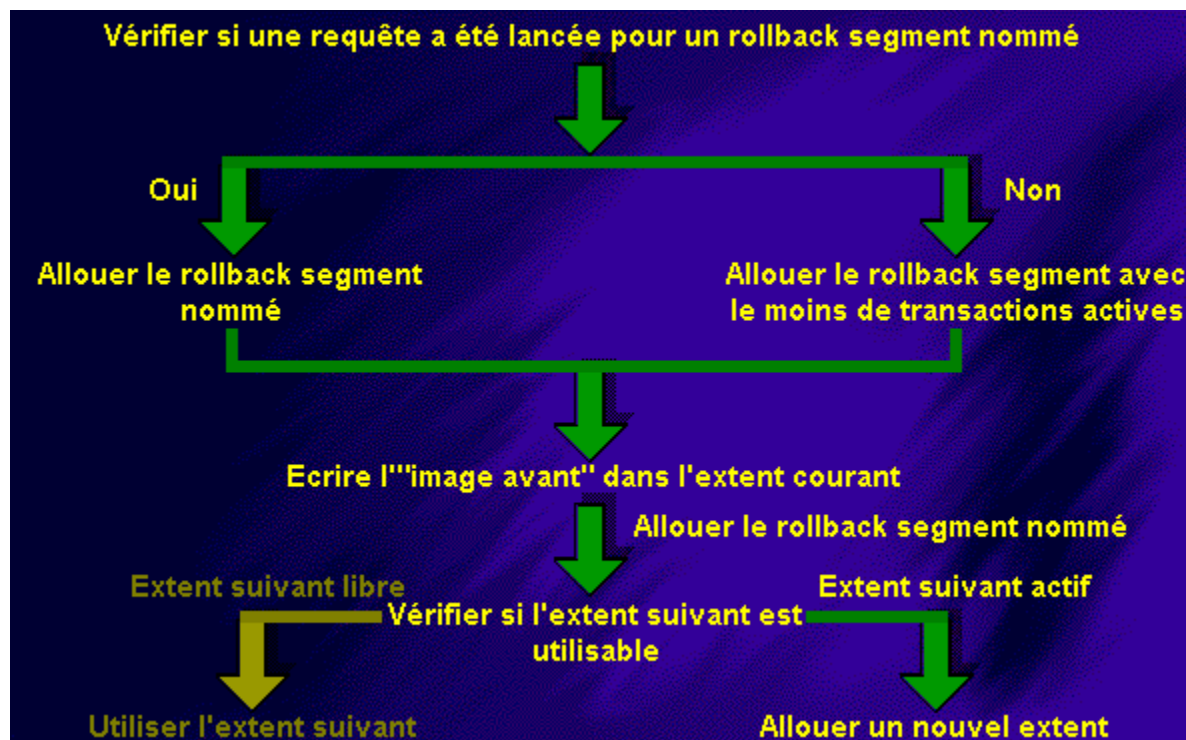 Vérifier si une requête a été lancée pour un rollback segment nommé
Oui
Non
Allouer le rollback segment
nommé
Allouer le rollback segment avec
le moins de transactions actives
Ecrire l'"image avant" dans l'extent courant
Allouer le rollback segment nommé
Extent suivant libre
Extent suivant actif
Vérifier si l'extent suivant est
utilisable
Utiliser l'extent suivant
Allouer un nouvel extent